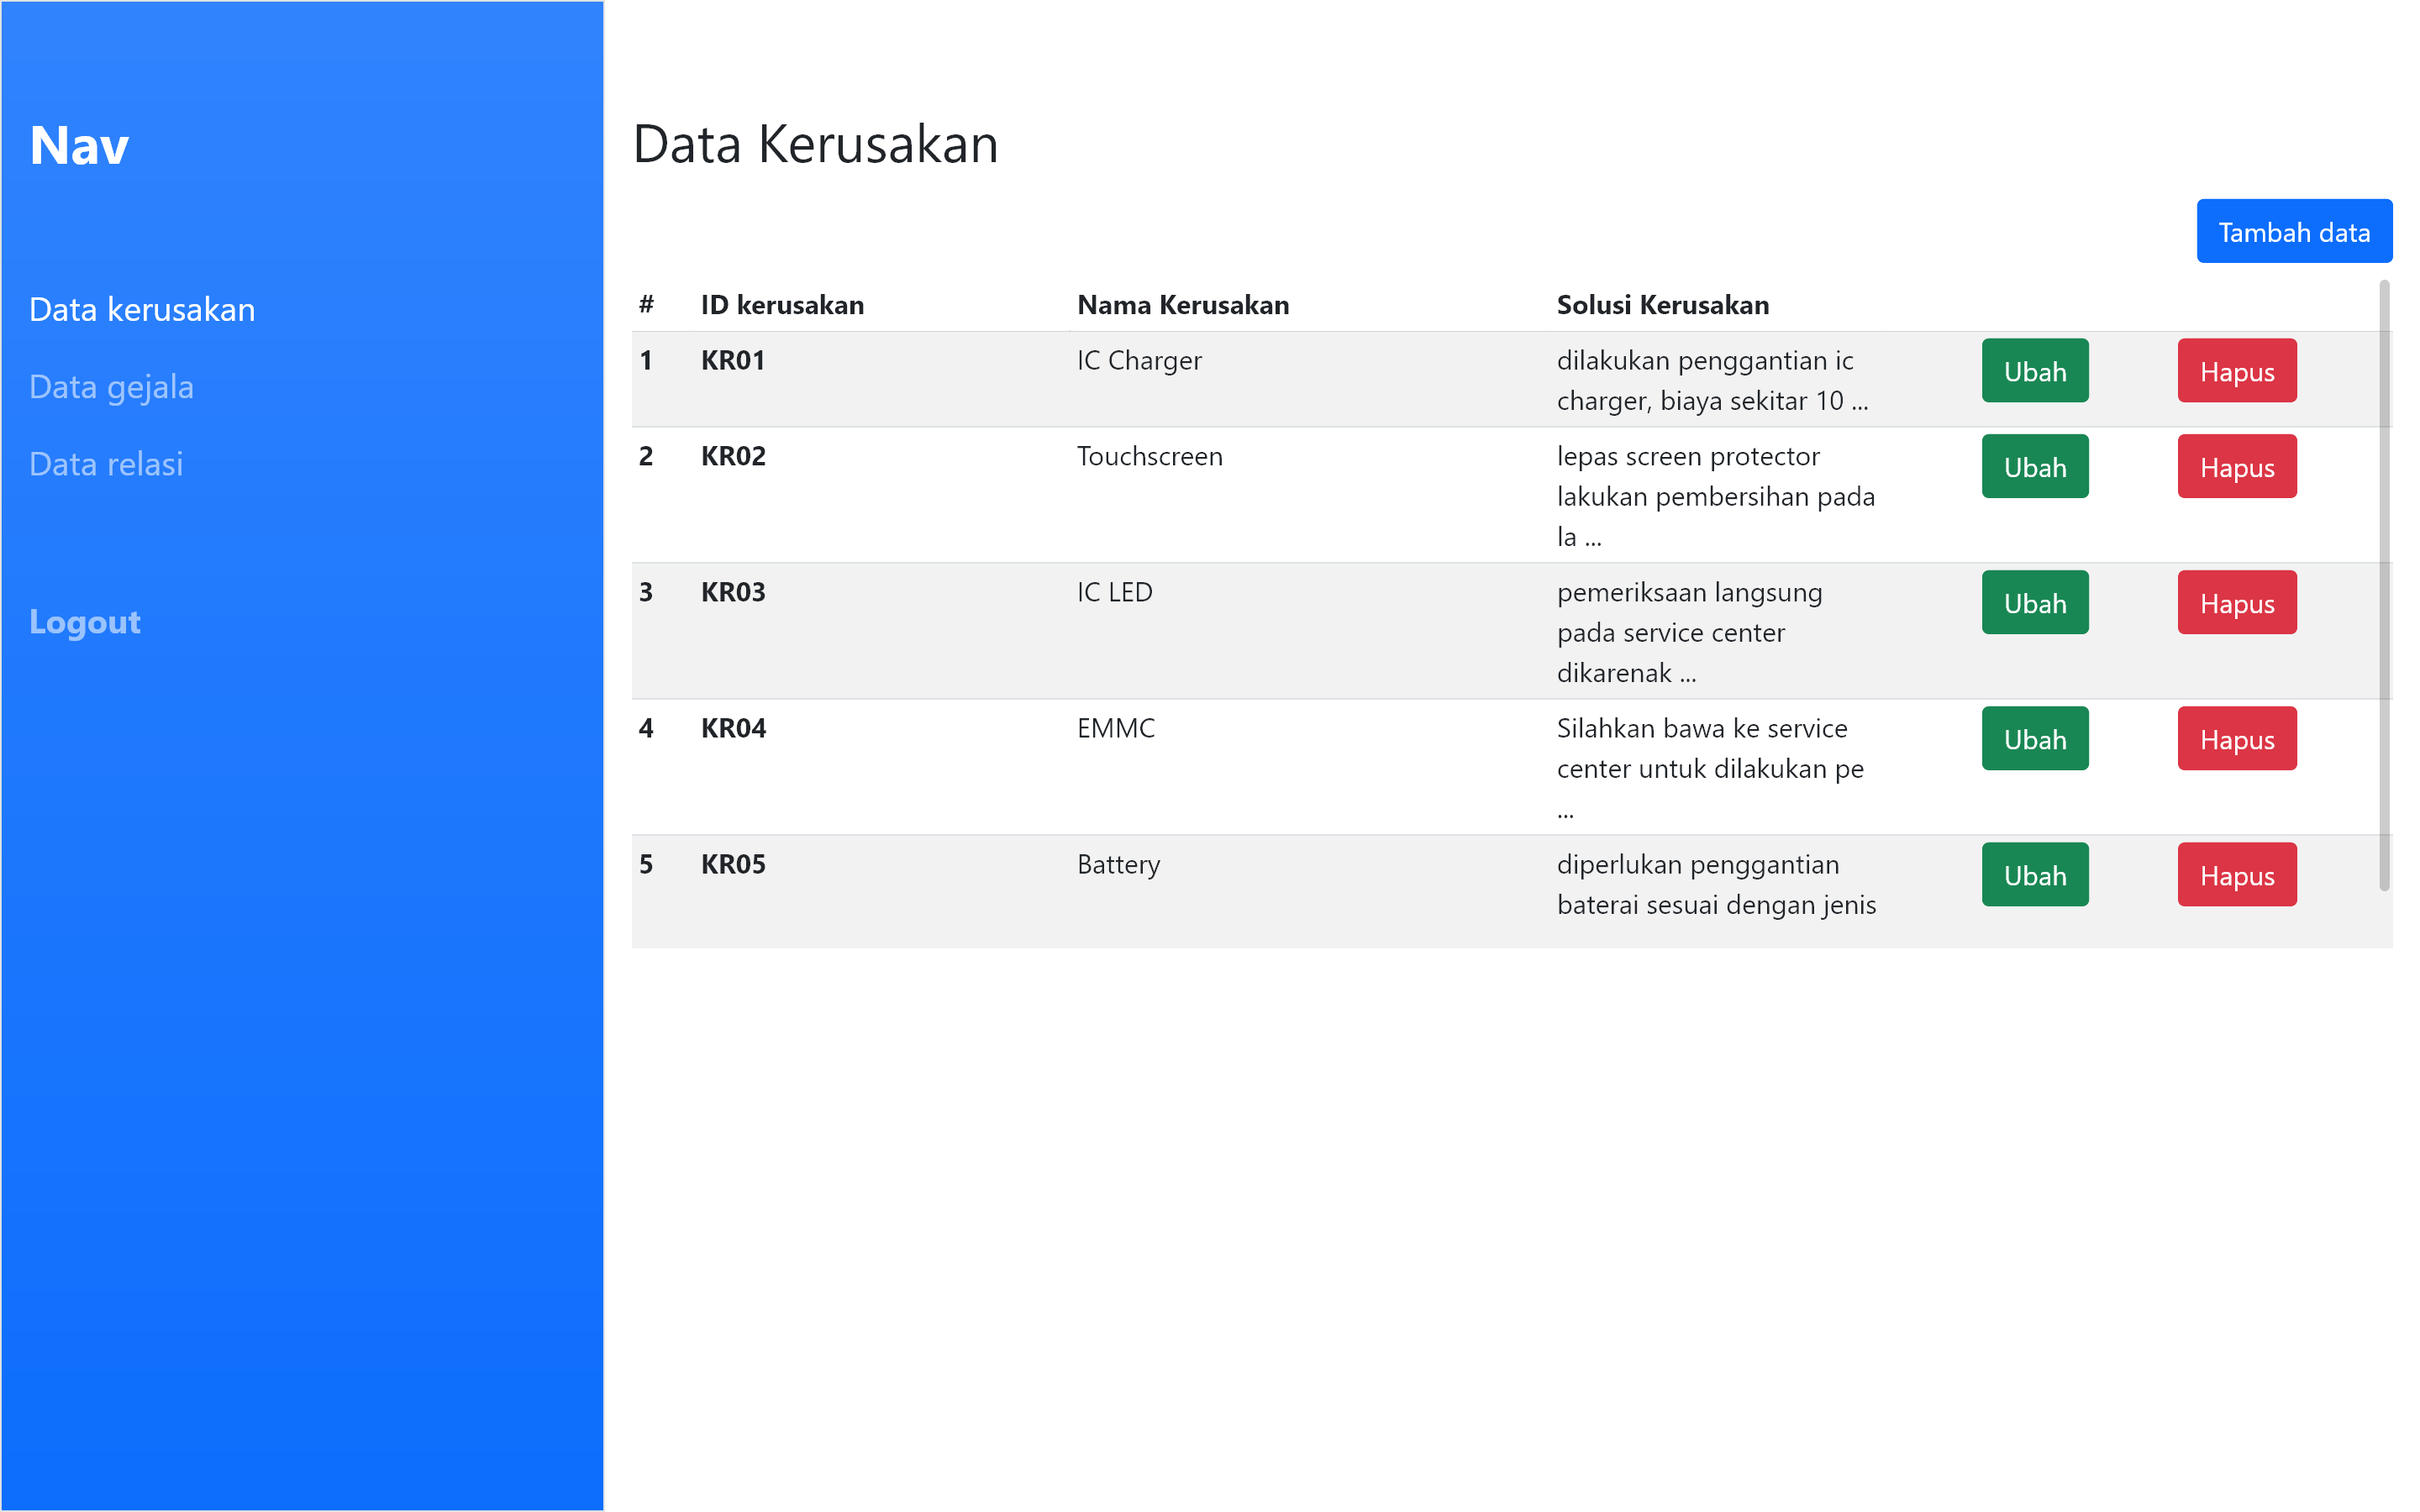 Nav
Data kerusakan
Data gejala
Data relasi
Logout
Data Kerusakan
Tambah data
# ID kerusakan Nama Kerusakan Solusi Kerusakan
1 KR01 IC Charger dilakukan penggantian ic Ubah Hapus
charger, biaya sekitar 10 ...
2 KR02 Touchscreen lepas screen protector Ubah Hapus
lakukan pembersihan pada
la ...
3 KR03 IC LED pemeriksaan langsung Ubah Hapus
pada service center
dikarenak ...
4 KR04 EMMC Silahkan bawa ke service Ubah Hapus
center untuk dilakukan pe
...
5 KR05 Battery diperlukan penggantian Ubah Hapus
baterai sesuai dengan jenis